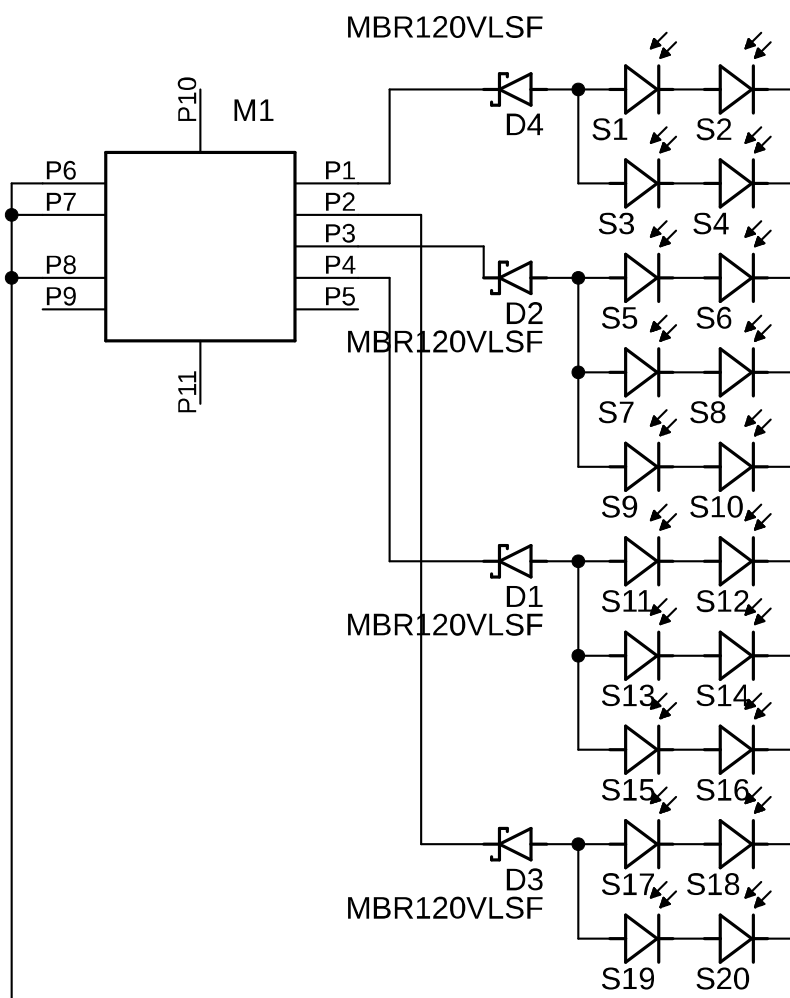 MBR120VLSF
P10
M1
D4
S1
S2
P6
P1
P7
P2
S3
S4
P3
P8
P4
P9
P5
D2
S5
S6
MBR120VLSF
P11
S7
S8
S9
S10
D1
S11
S12
MBR120VLSF
S13
S14
S15
S16
D3
S17
S18
MBR120VLSF
S19
S20